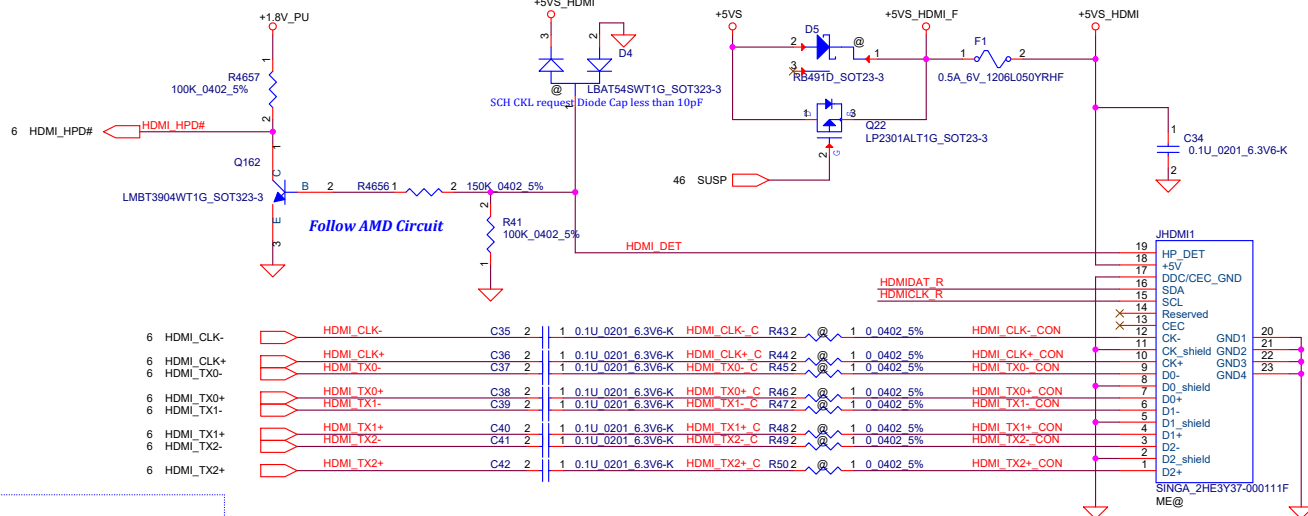 +5VS_HDMI
+1.8V_PU
+5VS
+5VS_HDMI_F
+5VS_HDMI
3
2
D4
D5
@
2
1
3
RB491D_SOT23-3
F1
1
2
0.5A_6V_1206L050YRHF
1
R4657
100K_0402_5%
2
@
LBAT54SWT1G_SOT323-3
SCH CKL request Diode Cap less than 10pF
1
1
3
Q22
LP2301ALT1G_SOT23-3
2
G
46 SUSP
1
C34
0.1U_0201_6.3V6-K
2
6 HDMI_HPD#
HDMI_HPD#
1
C
Q162
LMBT3904WT1G_SOT323-3
B
2
R4656 1
2
150K_0402_5%
E
3
Follow AMD Circuit
2
R41
100K_0402_5%
1
HDMI_DET
JHDMI1
19 HP_DET
18 +5V
17 DDC/CEC_GND
HDMIDAT_R 16 SDA
HDMICLK_R 15 SCL
14 Reserved
13 CEC
6 HDMI_CLK- HDMI_CLK- C35 2 1 0.1U_0201_6.3V6-K HDMI_CLK-_C R43 2 @ 1 0_0402_5% HDMI_CLK-_CON 12 CK- GND1 20
11 CK_shield GND2 21
6 HDMI_CLK+ HDMI_CLK+ C36 2 1 0.1U_0201_6.3V6-K HDMI_CLK+_C R44 2 @ 1 0_0402_5% HDMI_CLK+_CON 10 CK+ GND3 22
6 HDMI_TX0- HDMI_TX0- C37 2 1 0.1U_0201_6.3V6-K HDMI_TX0-_C R45 2 @ 1 0_0402_5% HDMI_TX0-_CON 9 D0- GND4 23
8 D0_shield
6 HDMI_TX0+ HDMI_TX0+ C38 2 1 0.1U_0201_6.3V6-K HDMI_TX0+_C R46 2 @ 1 0_0402_5% HDMI_TX0+_CON 7 D0+
6 HDMI_TX1- HDMI_TX1- C39 2 1 0.1U_0201_6.3V6-K HDMI_TX1-_C R47 2 @ 1 0_0402_5% HDMI_TX1-_CON 6 D1-
5 D1_shield
6 HDMI_TX1+ HDMI_TX1+ C40 2 1 0.1U_0201_6.3V6-K HDMI_TX1+_C R48 2 @ 1 0_0402_5% HDMI_TX1+_CON 4 D1+
6 HDMI_TX2- HDMI_TX2- C41 2 1 0.1U_0201_6.3V6-K HDMI_TX2-_C R49 2 @ 1 0_0402_5% HDMI_TX2-_CON 3 D2-
2 D2_shield
6 HDMI_TX2+ HDMI_TX2+ C42 2 1 0.1U_0201_6.3V6-K HDMI_TX2+_C R50 2 @ 1 0_0402_5% HDMI_TX2+_CON 1 D2+
SINGA_2HE3Y37-000111F
ME@